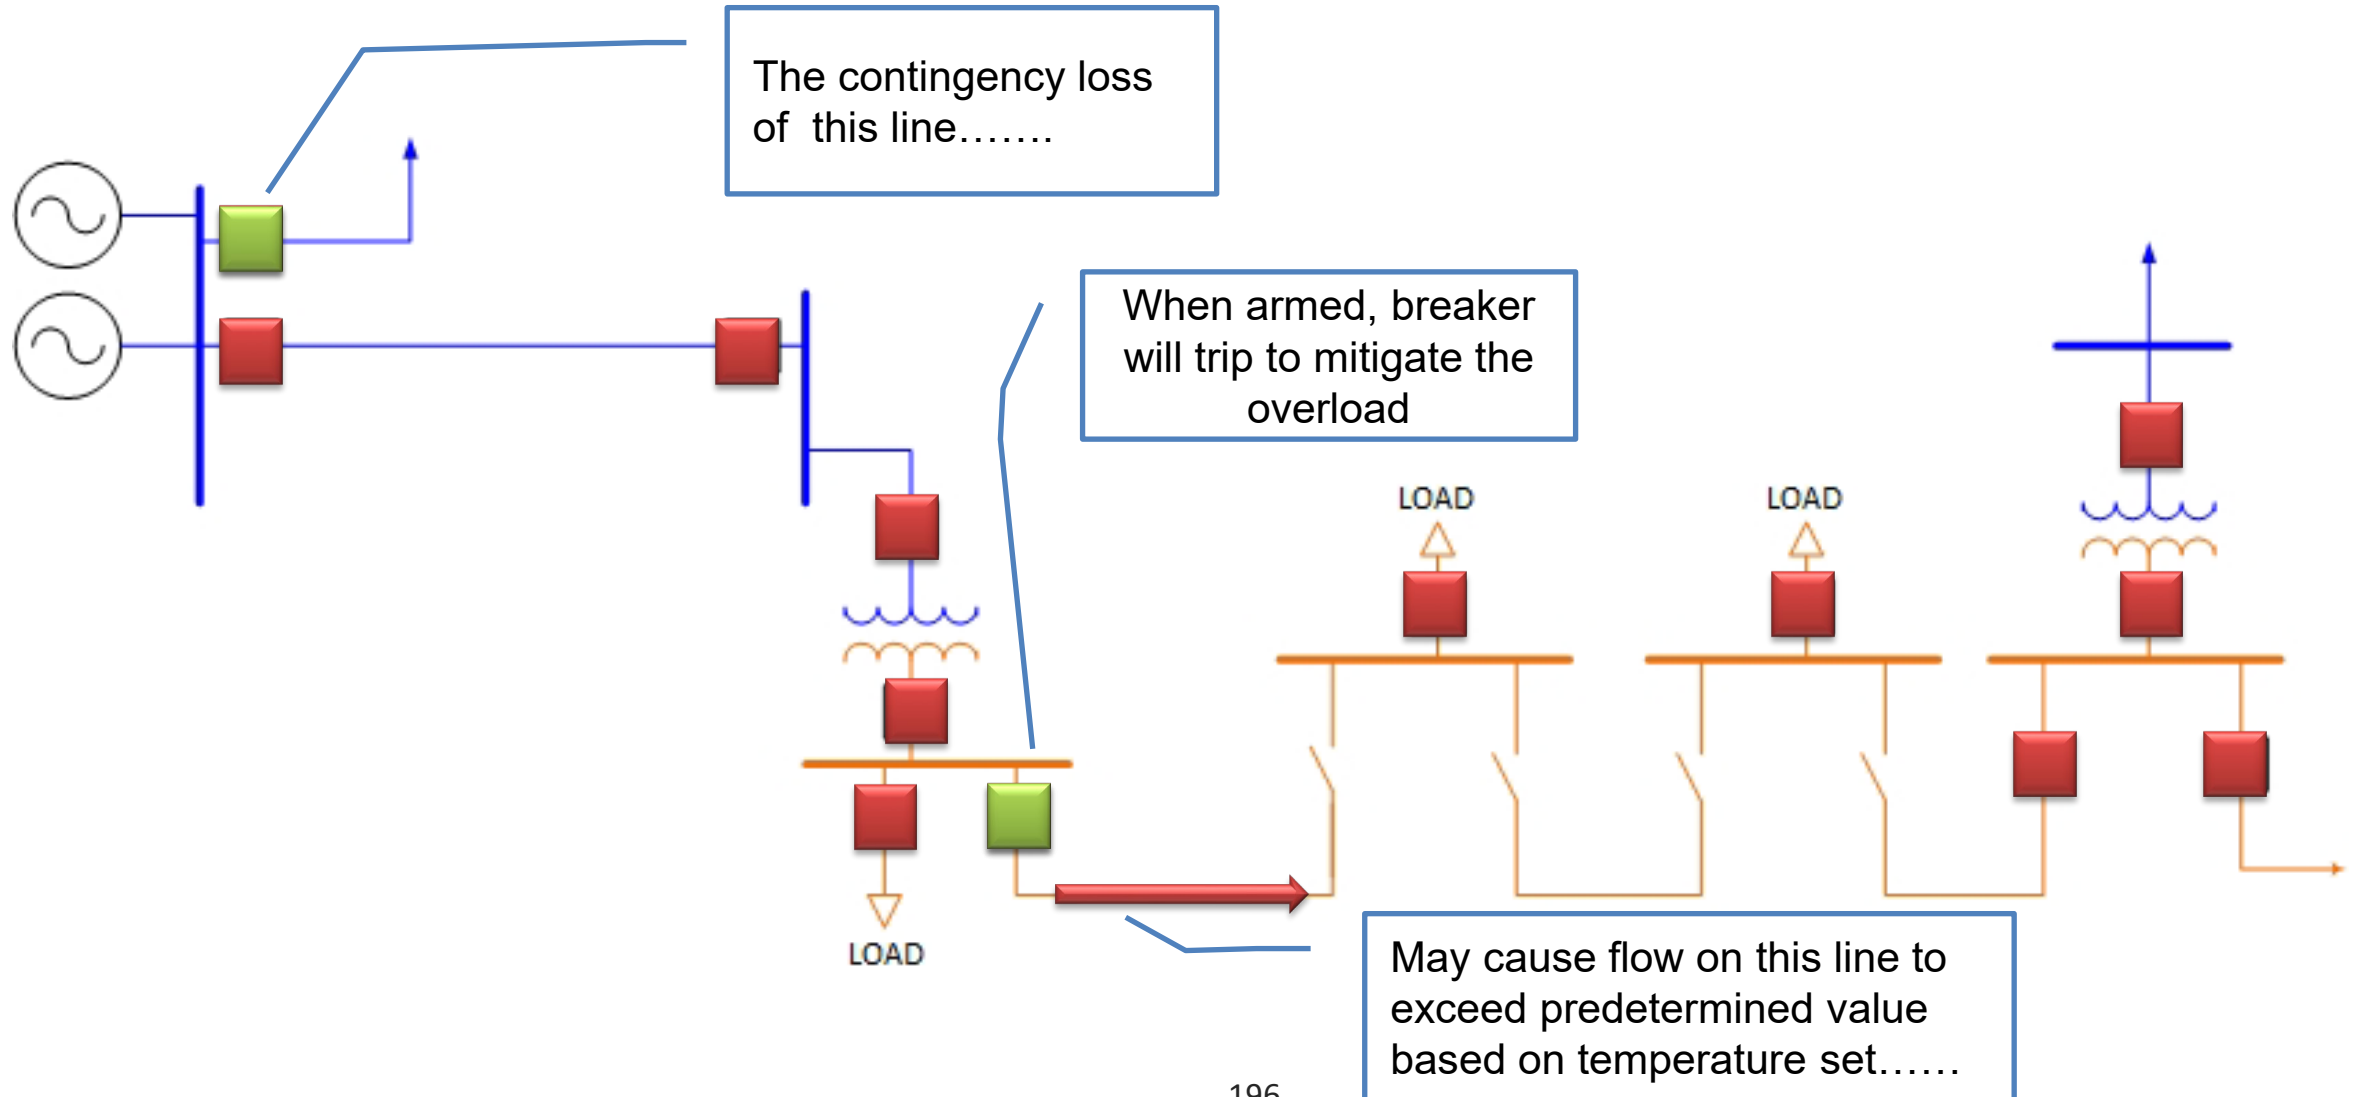 The contingency loss
of  this line.......
When armed, breaker
will trip to mitigate the
overload
LOAD
LOAD
LOAD
May cause flow on this line to
exceed predetermined value
based on temperature set......
196